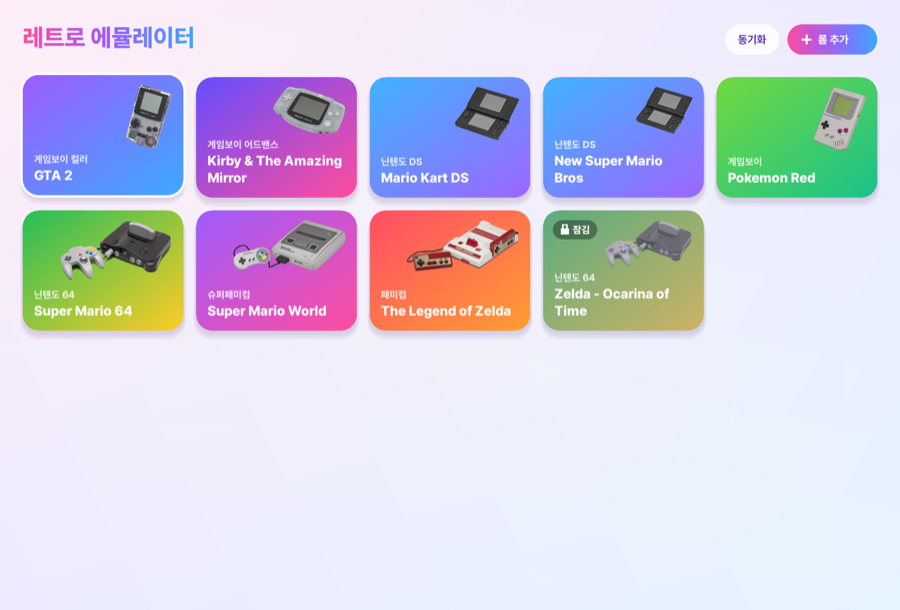 레트로 에뮬레이터
동기화
롬 추가
게임보이 컬러
GTA 2
게임보이 어드밴스
Kirby & The Amazing
Mirror
닌텐도 DS
Mario Kart DS
닌텐도 DS
New Super Mario
Bros
게임보이
Pokemon Red
닌텐도 64
Super Mario 64
슈퍼패미컴
Super Mario World
패미컴
The Legend of Zelda
잠김
닌텐도 64
Zelda - Ocarina of
Time